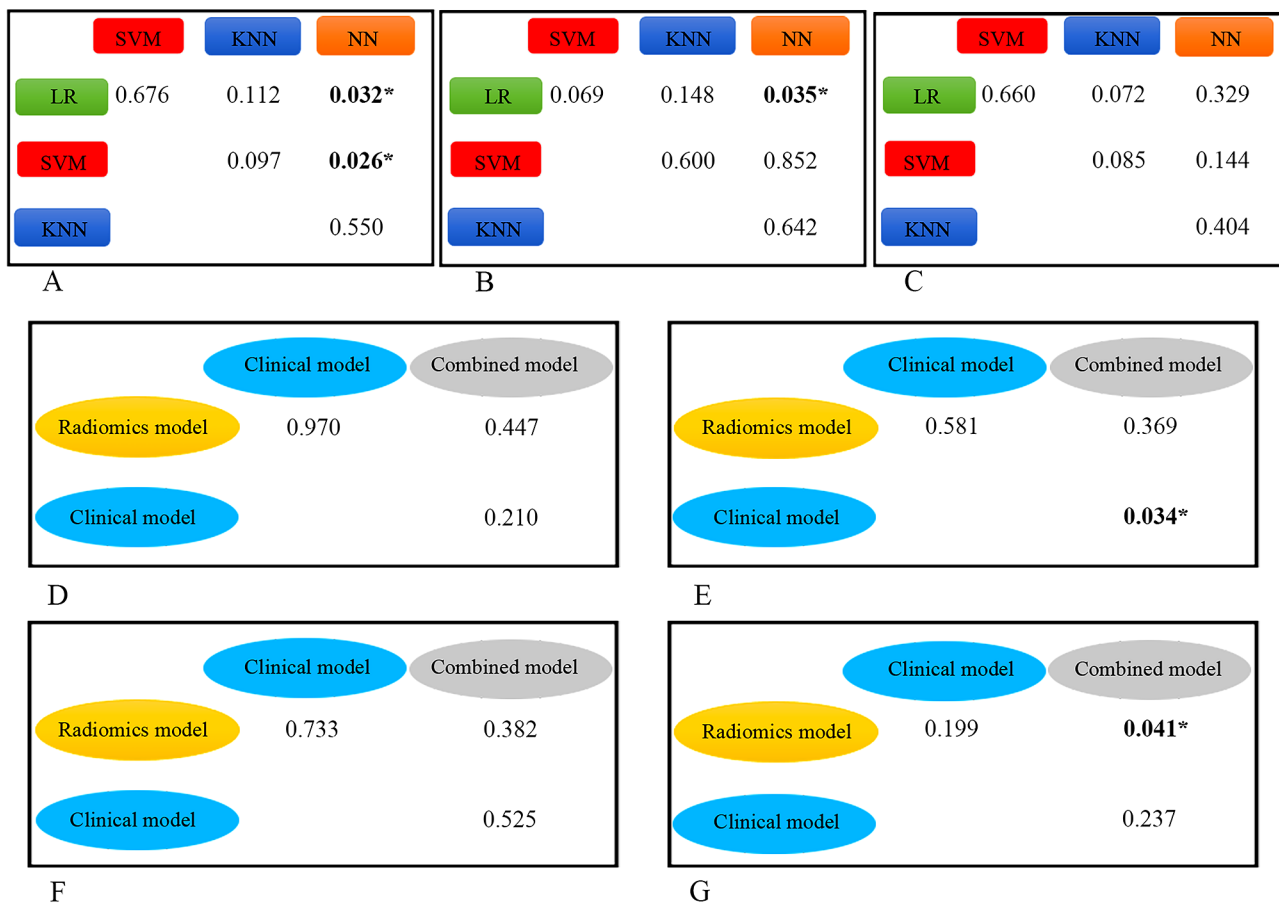 SVM KNN NN
LR 0.676 0.112 0.032*
SVM 0.097 0.026*
KNN 0.550
A
SVM KNN NN
LR 0.069 0.148 0.035*
SVM 0.600 0.852
KNN 0.642
B
SVM KNN NN
LR 0.660 0.072 0.329
SVM 0.085 0.144
KNN 0.404
C
Clinical model Combined model
Radiomics model 0.970 0.447
Clinical model 0.210
D
Clinical model Combined model
Radiomics model 0.581 0.369
Clinical model 0.034*
E
Clinical model Combined model
Radiomics model 0.733 0.382
Clinical model 0.525
F
Clinical model Combined model
Radiomics model 0.199 0.041*
Clinical model 0.237
G